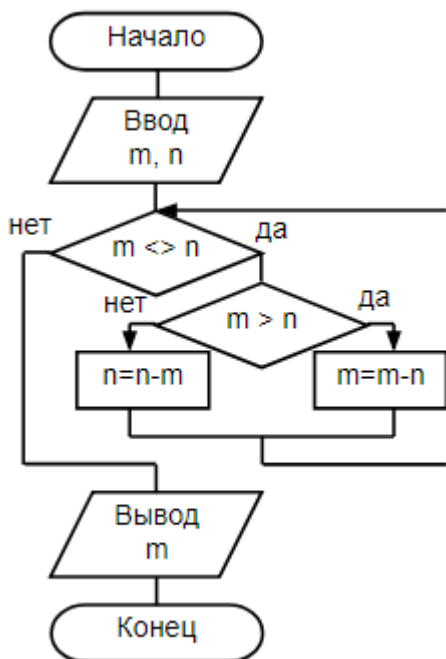 Начало
Ввод
m, n
нет
m <> n
да
нет
m > n
да
n=n-m
m=m-n
Вывод
m
Конец